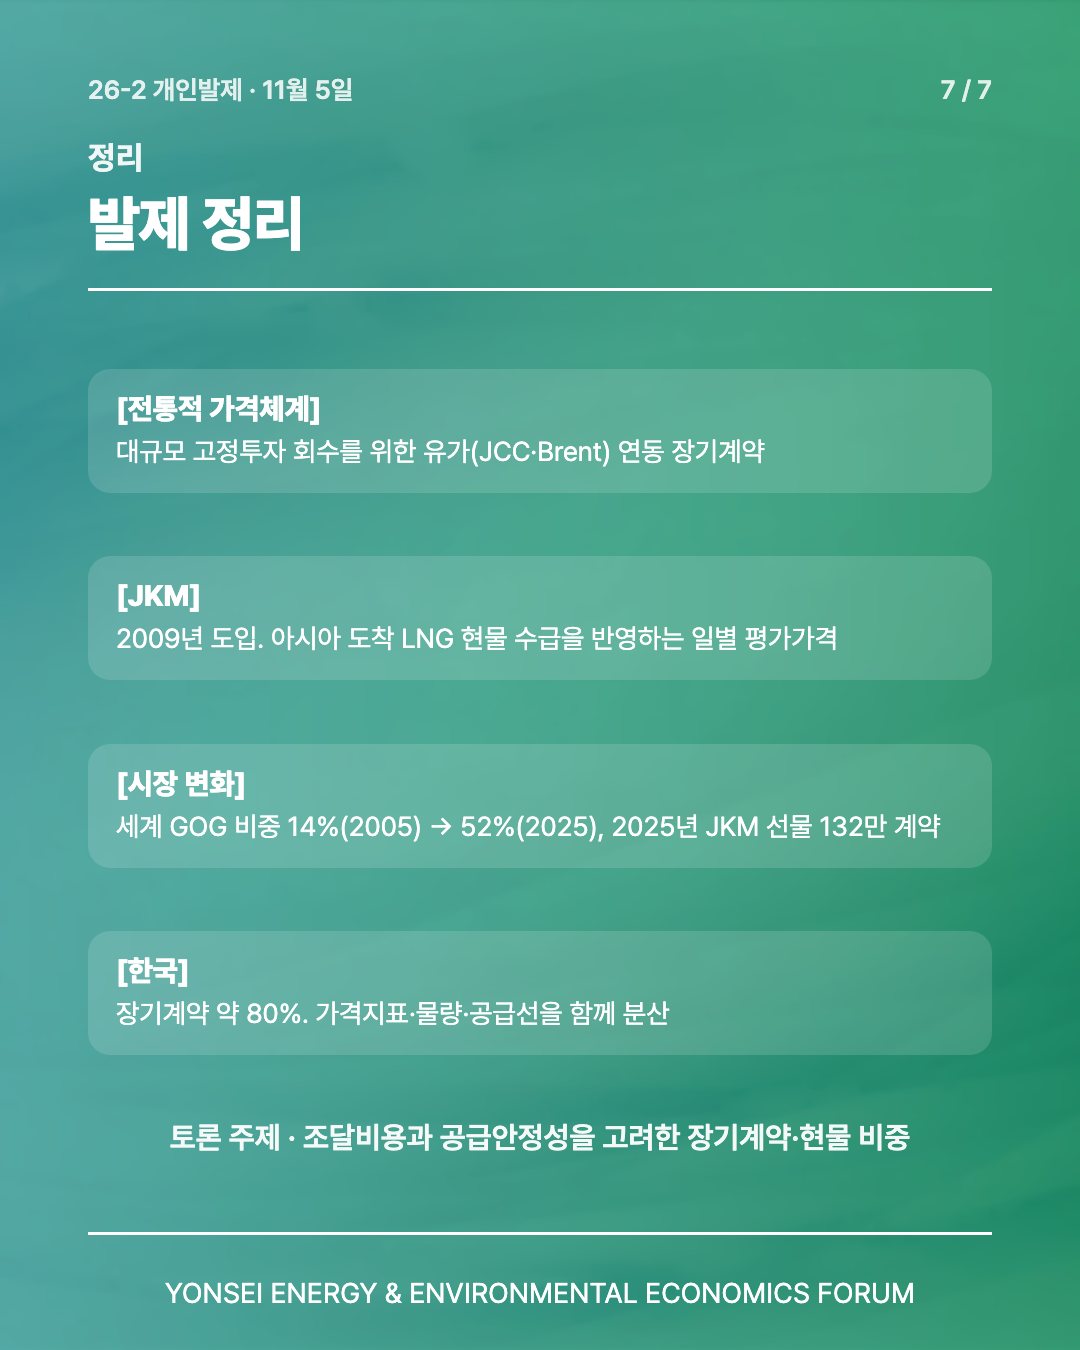 26-2 개인발제 · 11월 5일
7 / 7
정리
발제 정리
[전통적 가격체계]
대규모 고정투자 회수를 위한 유가(JCC·Brent) 연동 장기계약
[JKM]
2009년 도입. 아시아 도착 LNG 현물 수급을 반영하는 일별 평가가격
[시장 변화]
세계 GOG 비중 14%(2005) → 52%(2025), 2025년 JKM 선물 132만 계약
[한국]
장기계약 약 80%. 가격지표·물량·공급선을 함께 분산
토론 주제 · 조달비용과 공급안정성을 고려한 장기계약·현물 비중
YONSEI ENERGY & ENVIRONMENTAL ECONOMICS FORUM